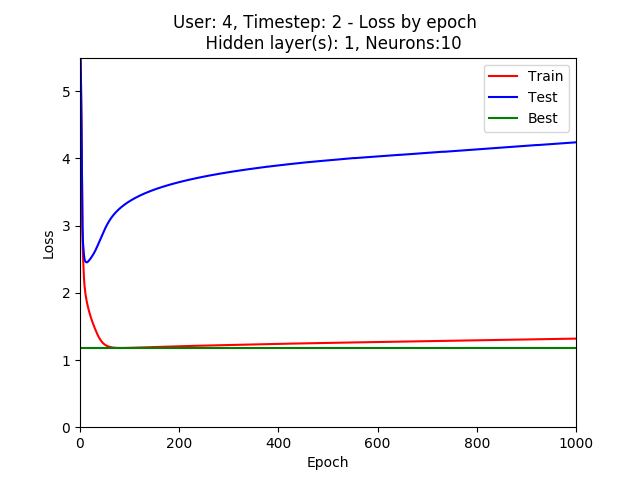 User: 4, Timestep: 2 - Loss by epoch
Hidden layer(s): 1, Neurons:10
Train
Test
Best
5
4
3
2
1
0
Loss
0
200
400
600
800
1000
Epoch